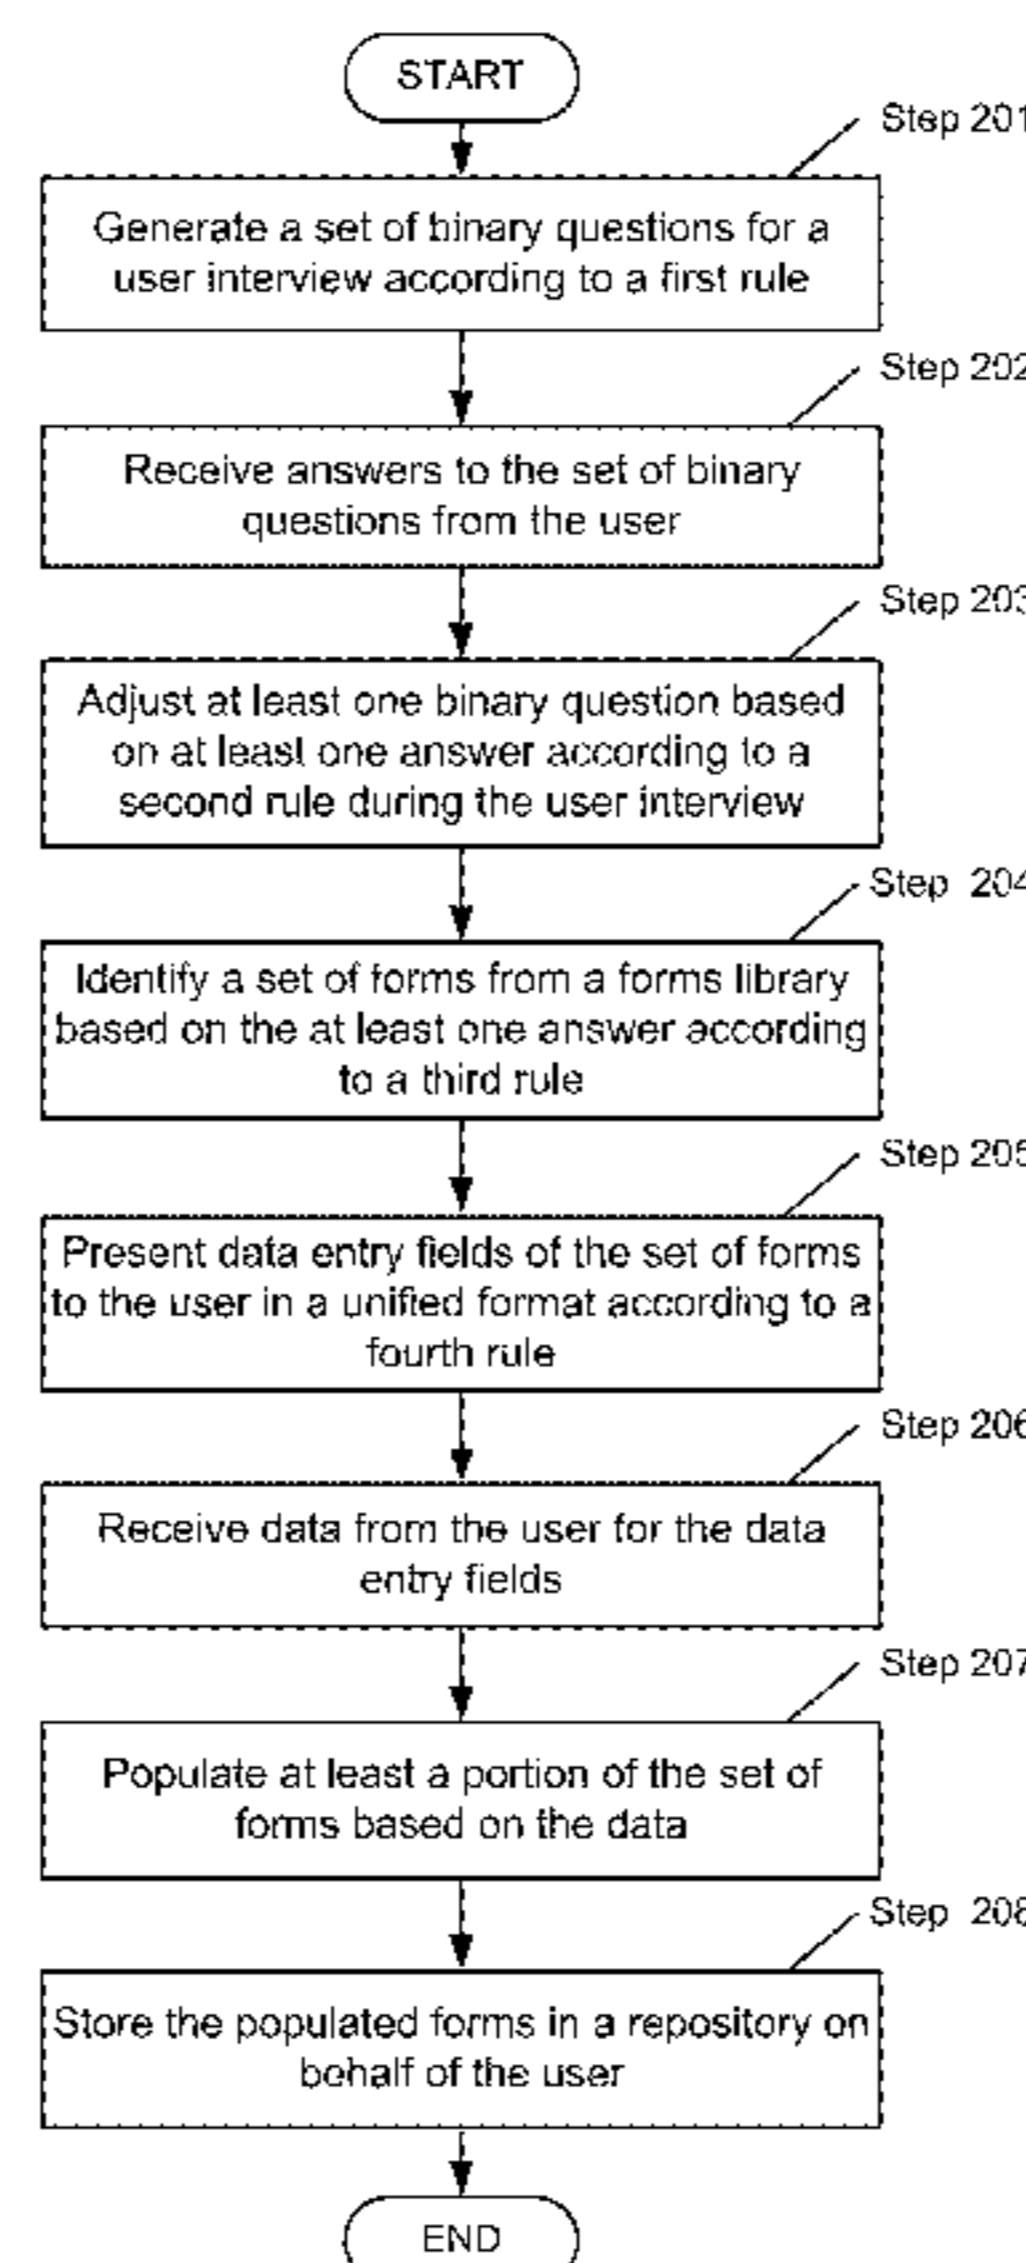 START
Step 201
Generate a set of binary questions for a
user interview according to a first rule
Step 202
Receive answers to the set of binary
questions from the user
Step 203
Adjust at least one binary question based
on at least one answer according to a
second rule during the user interview
Step 204
Identify a set of forms from a forms library
based on the at least one answer according
to a third rule
Step 205
Present data entry fields of the set of forms
to the user in a unified format according to a
fourth rule
Step 206
Receive data from the user for the data
entry fields
Step 207
Populate at least a portion of the set of
forms based on the data
Step 208
Store the populated forms in a repository on
behalf of the user
END